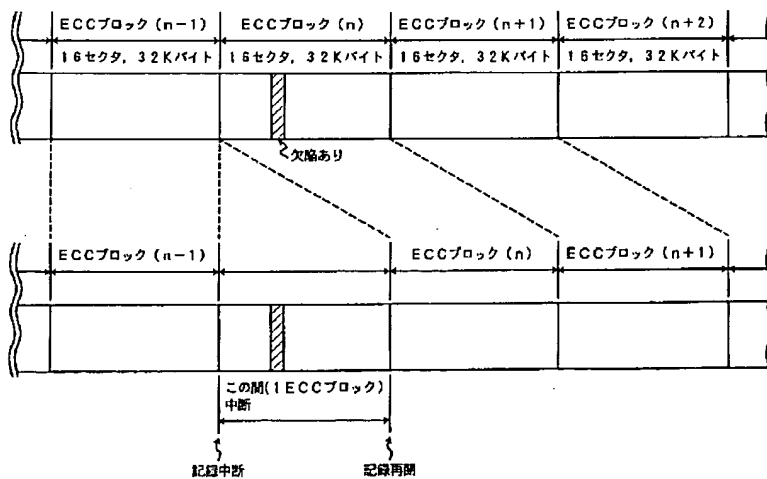 ECCブロック(n-1) ECCブロック(n) ECCブロック(n+1) ECCブロック(n+2)
16セクタ, 32Kバイト 16セクタ, 32Kバイト 16セクタ, 32Kバイト 16セクタ, 32Kバイト
欠陥あり
ECCブロック(n-1) ECCブロック(n) ECCブロック(n+1)
この間(1ECCブロック)
中断
記録中断 記録再開